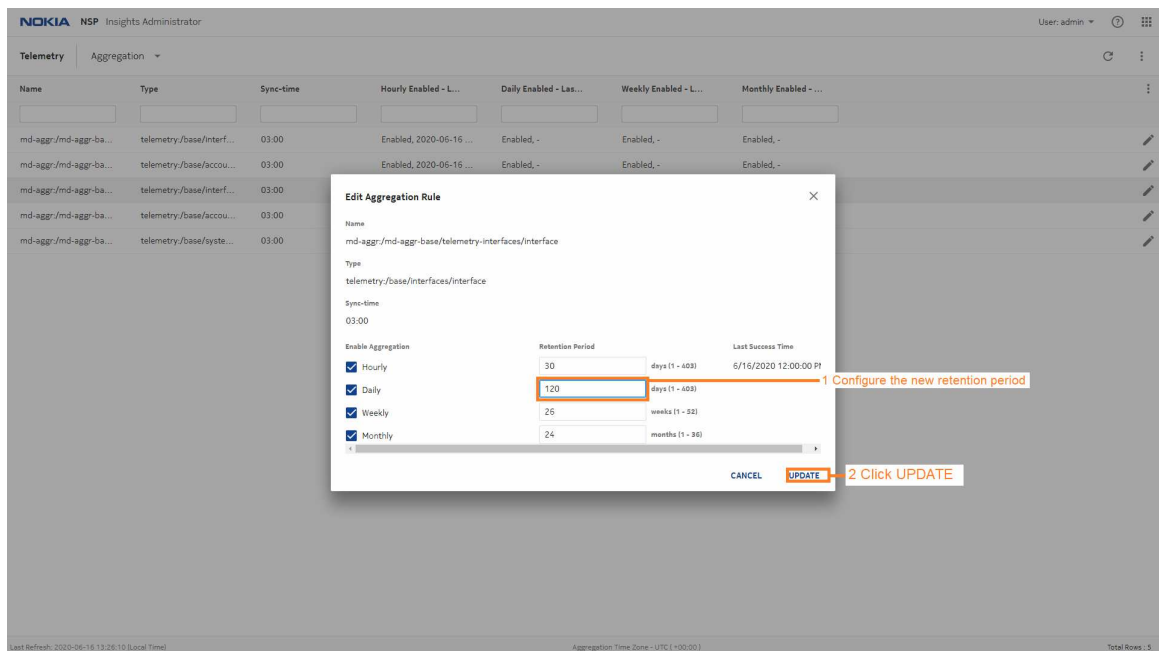 NOKIA NSP Insights Administrator User: admin
Telemetry Aggregation
Name Type Sync-time Hourly Enabled - L... Daily Enabled - Las... Weekly Enabled - L... Monthly Enabled - ...
md-aggr:/md-aggr-ba... telemetry:/base/interf... 03:00 Enabled, 2020-06-16 ... Enabled, - Enabled, - Enabled, -
md-aggr:/md-aggr-ba... telemetry:/base/accou... 03:00 Enabled, 2020-06-16 ... Enabled, - Enabled, - Enabled, -
md-aggr:/md-aggr-ba... telemetry:/base/interf... 03:00
md-aggr:/md-aggr-ba... telemetry:/base/accou... 03:00
md-aggr:/md-aggr-ba... telemetry:/base/syste... 03:00
Edit Aggregation Rule
Name
md-aggr:/md-aggr-base/telemetry-interfaces/interface
Type
telemetry:/base/interfaces/interface
Sync-time
03:00
Enable Aggregation Retention Period Last Success Time
Hourly 30 days (1 - 403) 6/16/2020 12:00:00 PM
Daily 120 days (1 - 403) 1 Configure the new retention period
Weekly 26 weeks (1 - 52)
Monthly 24 months (1 - 36)
CANCEL UPDATE 2 Click UPDATE
Last Refresh: 2020-06-16 13:26:10 (Local Time) Aggregation Time Zone - UTC ( +00:00 ) Total Rows : 5